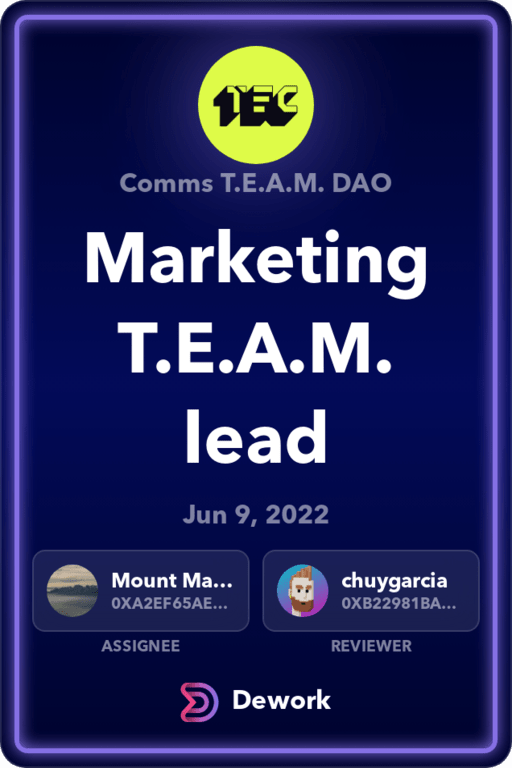 TEC
Comms T.E.A.M. DAO
Marketing
T.E.A.M.
lead
Jun 9, 2022
Mount Ma...
0XA2EF65AE...
chuygarcia
0XB22981BA...
ASSIGNEE
REVIEWER
Dework